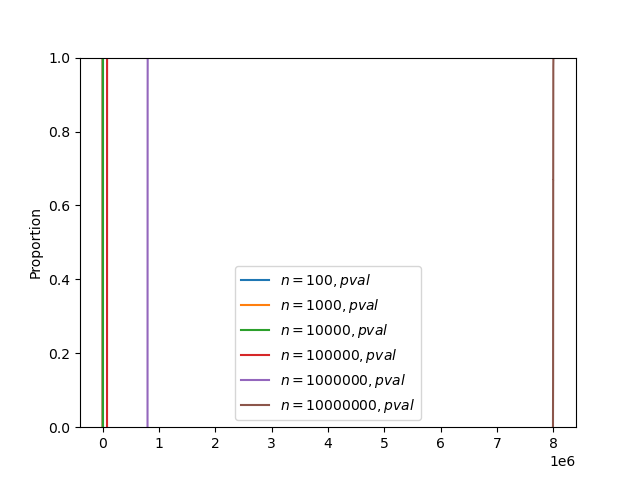 1.0
0.8
0.6
0.4
0.2
0.0
Proportion
n = 100, pval
n = 1000, pval
n = 10000, pval
n = 100000, pval
n = 1000000, pval
n = 10000000, pval
0 1 2 3 4 5 6 7 8
1e6